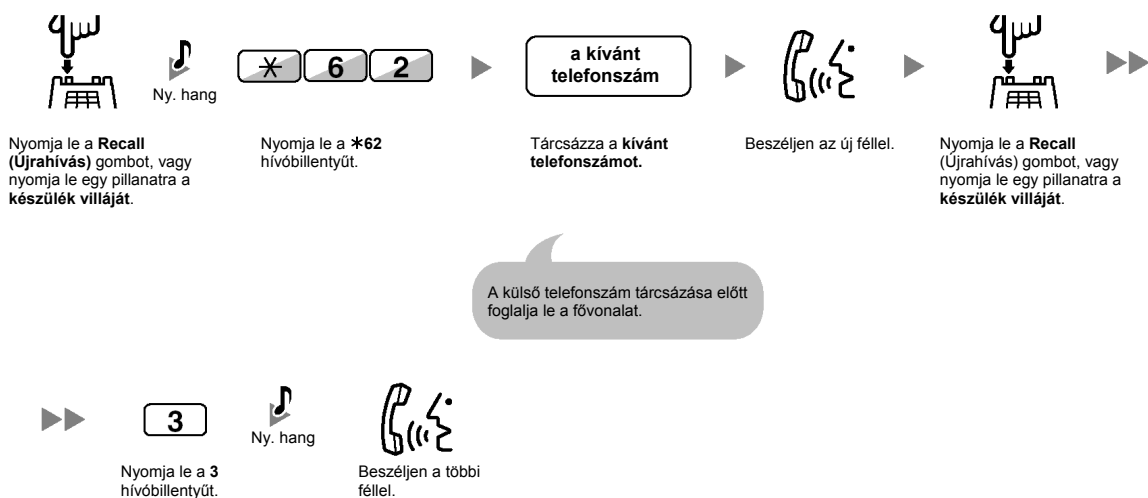 Ny. hang
* 6 2
a kívánt
telefonszám
Nyomja le a Recall
(Újrahívás) gombot, vagy
nyomja le egy pillanatra a
készülék villáját.
Nyomja le a *62
hívóbillentyűt.
Tárcsázza a kívánt
telefonszámot.
Beszéljen az új féllel.
Nyomja le a Recall
(Újrahívás) gombot, vagy
nyomja le egy pillanatra a
készülék villáját.
A külső telefonszám tárcsázása előtt
foglalja le a fővonalat.
3
Ny. hang
Nyomja le a 3
hívóbillentyűt.
Beszéljen a többi
féllel.